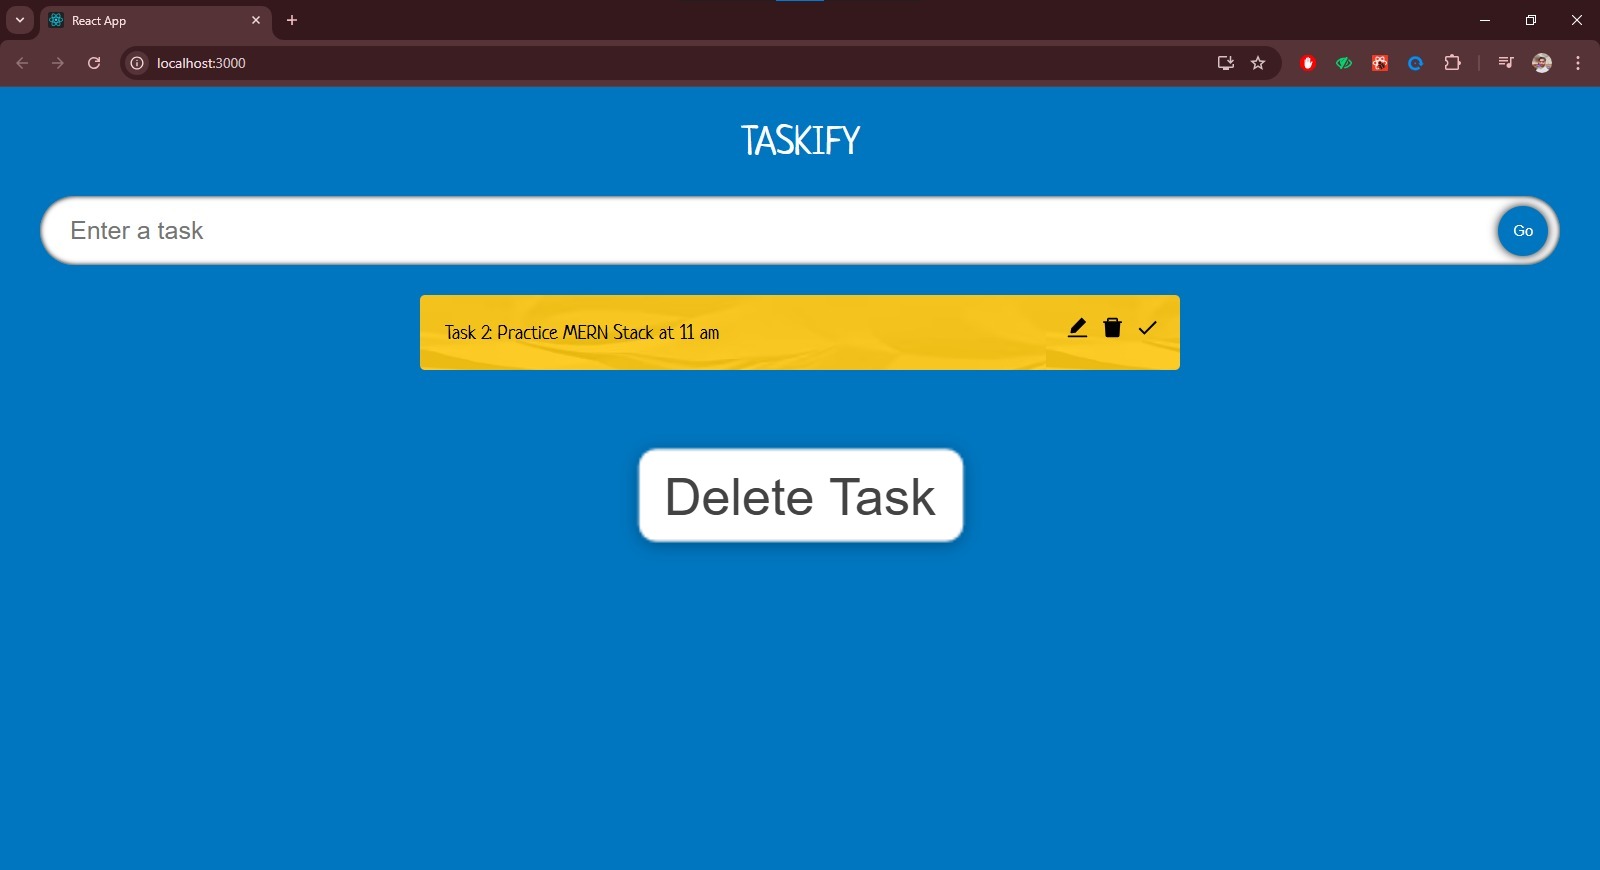 React App
localhost:3000
TASKIFY
Enter a task
Go
Task 2: Practice MERN Stack at 11 am
Delete Task